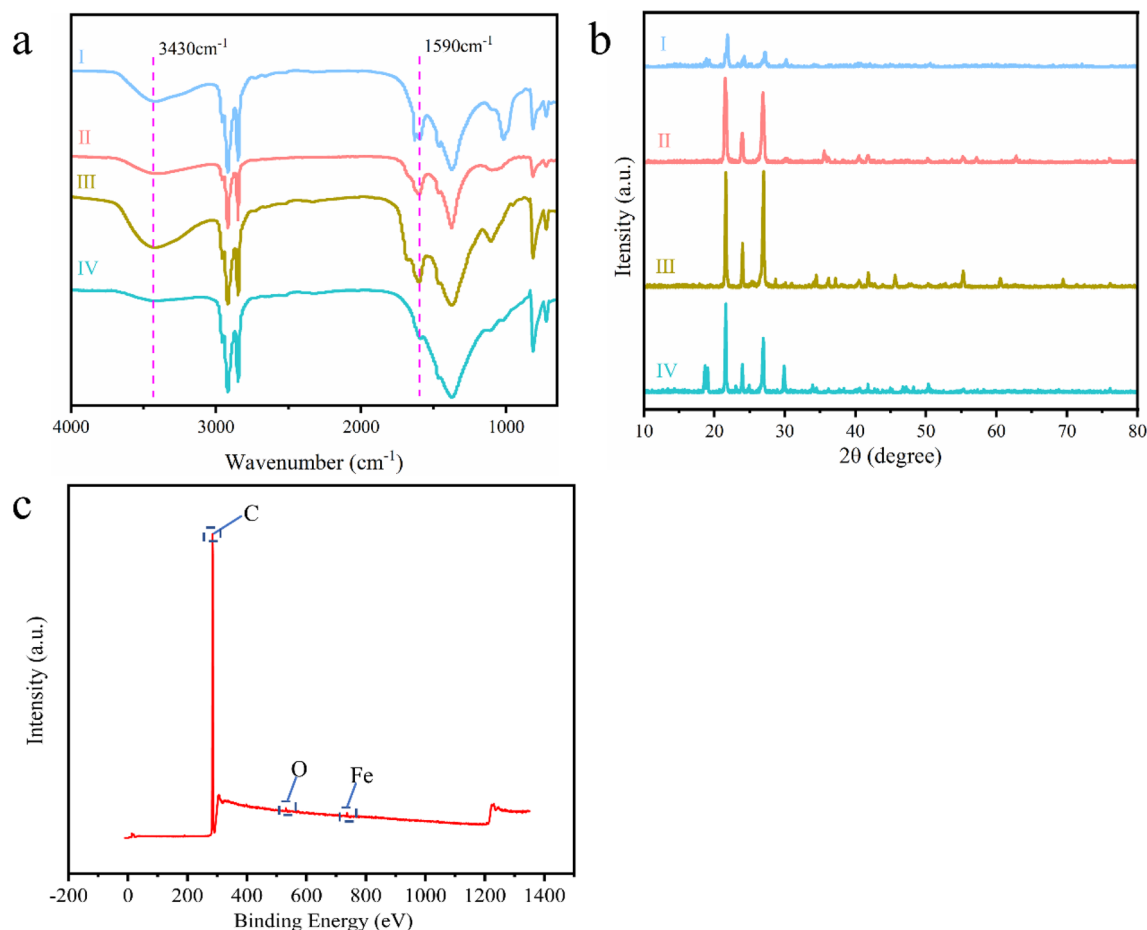 a
3430cm⁻¹
1590cm⁻¹
I
II
III
IV
4000 3000 2000 1000
Wavenumber (cm⁻¹)
b
I
II
III
IV
Itensity (a.u.)
10 20 30 40 50 60 70 80
2θ (degree)
c
C
O
Fe
Intensity (a.u.)
-200 0 200 400 600 800 1000 1200 1400
Binding Energy (eV)